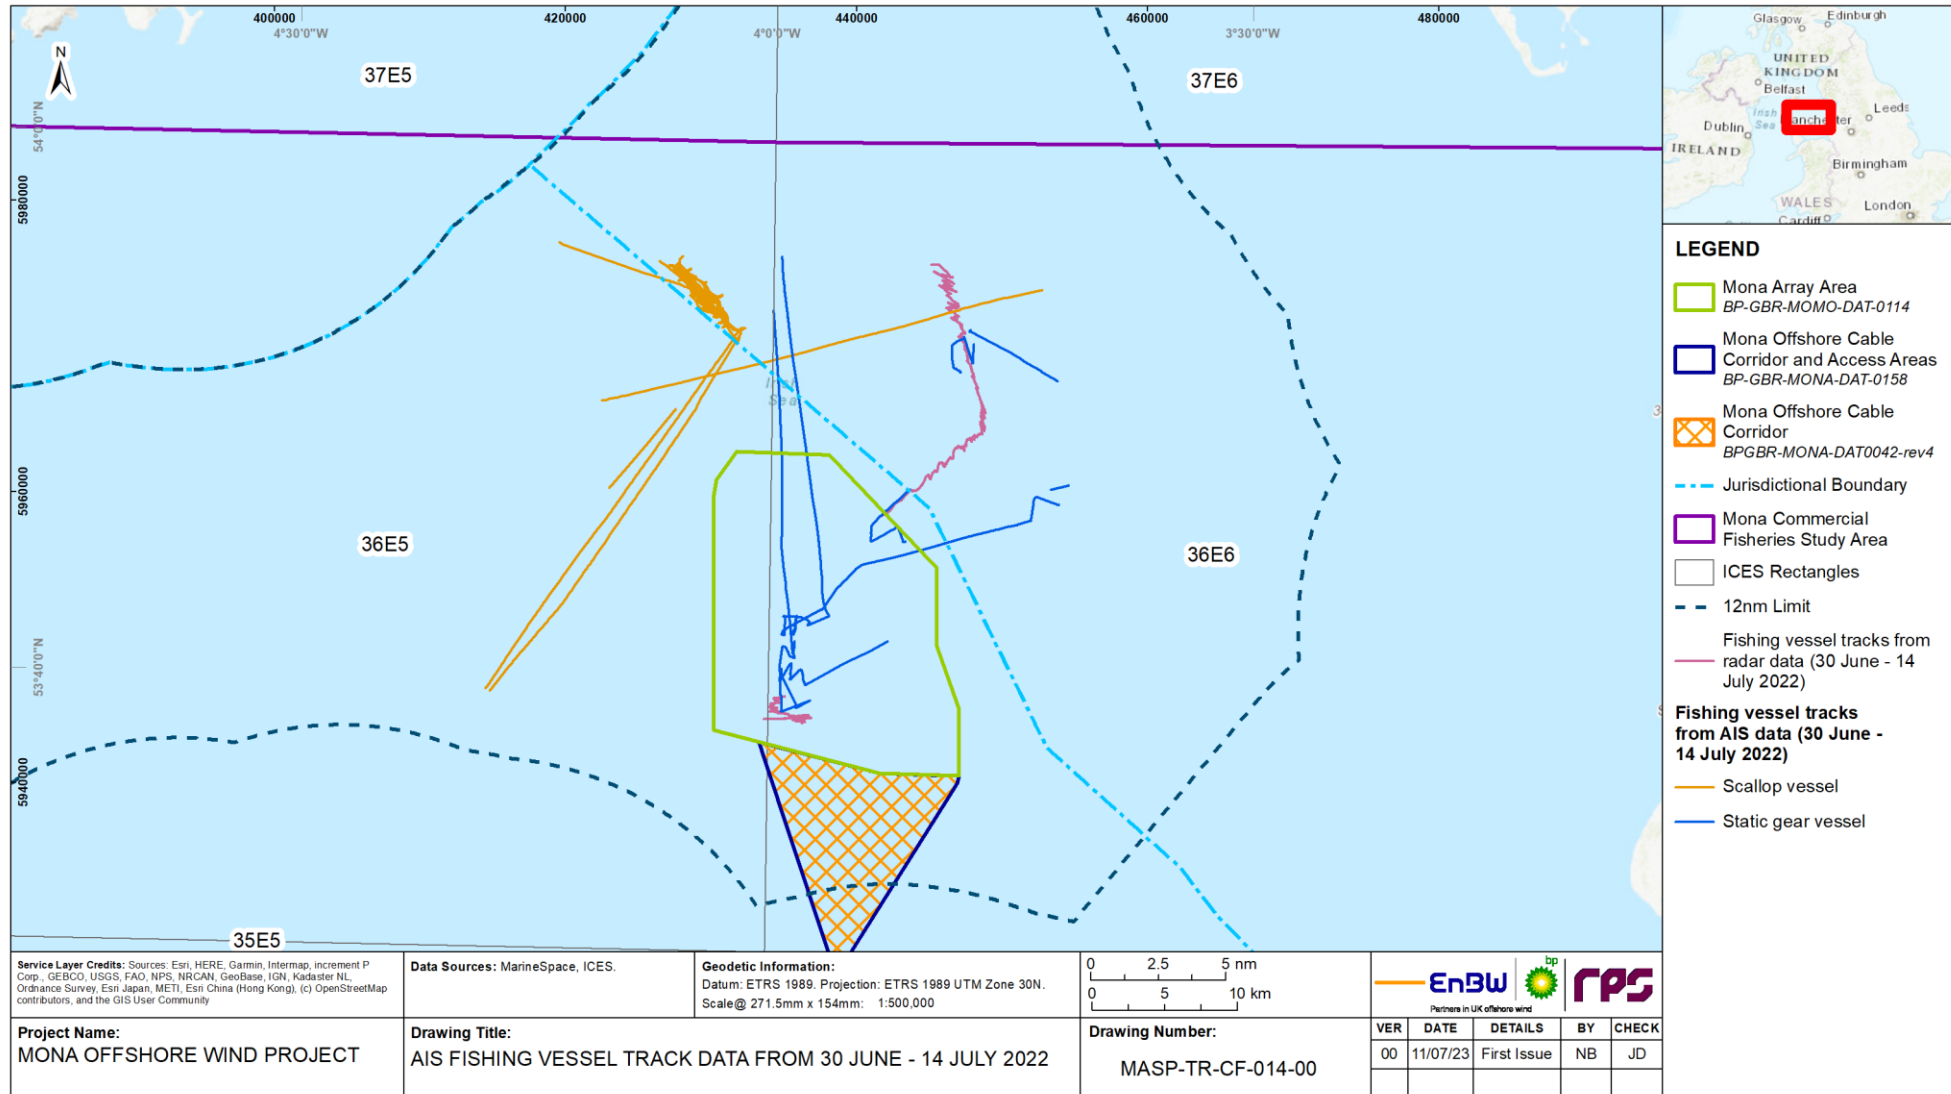 400000
420000
440000
460000
480000
4°30'0"W
4°0'0"W
3°30'0"W
N
37E5
37E6
54°0'0"N
5980000
Irish
Sea
5960000
36E5
36E6
53°40'0"N
5940000
35E5
3
Glasgow
Edinburgh
UNITED
KINGDOM
Belfast
Irish
Sea
Manchester
Leeds
Dublin
IRELAND
Birmingham
WALES
London
Cardiff
LEGEND
Mona Array Area
BP-GBR-MOMO-DAT-0114
Mona Offshore Cable
Corridor and Access Areas
BP-GBR-MONA-DAT-0158
Mona Offshore Cable
Corridor
BPGBR-MONA-DAT0042-rev4
Jurisdictional Boundary
Mona Commercial
Fisheries Study Area
ICES Rectangles
12nm Limit
Fishing vessel tracks from
radar data (30 June - 14
July 2022)
Fishing vessel tracks
from AIS data (30 June -
14 July 2022)
Scallop vessel
Static gear vessel
Service Layer Credits: Sources: Esri, HERE, Garmin, Intermap, increment P
Corp., GEBCO, USGS, FAO, NPS, NRCAN, GeoBase, IGN, Kadaster NL,
Ordnance Survey, Esri Japan, METI, Esri China (Hong Kong), (c) OpenStreetMap
contributors, and the GIS User Community
Data Sources: MarineSpace, ICES.
Geodetic Information:
Datum: ETRS 1989. Projection: ETRS 1989 UTM Zone 30N.
Scale@ 271.5mm x 154mm: 1:500,000
0 2.5 5 nm
0 5 10 km
EnBW
bp
rps
Partners in UK offshore wind
Project Name:
MONA OFFSHORE WIND PROJECT
Drawing Title:
AIS FISHING VESSEL TRACK DATA FROM 30 JUNE - 14 JULY 2022
Drawing Number:
MASP-TR-CF-014-00
VER DATE DETAILS BY CHECK
00 11/07/23 First Issue NB JD